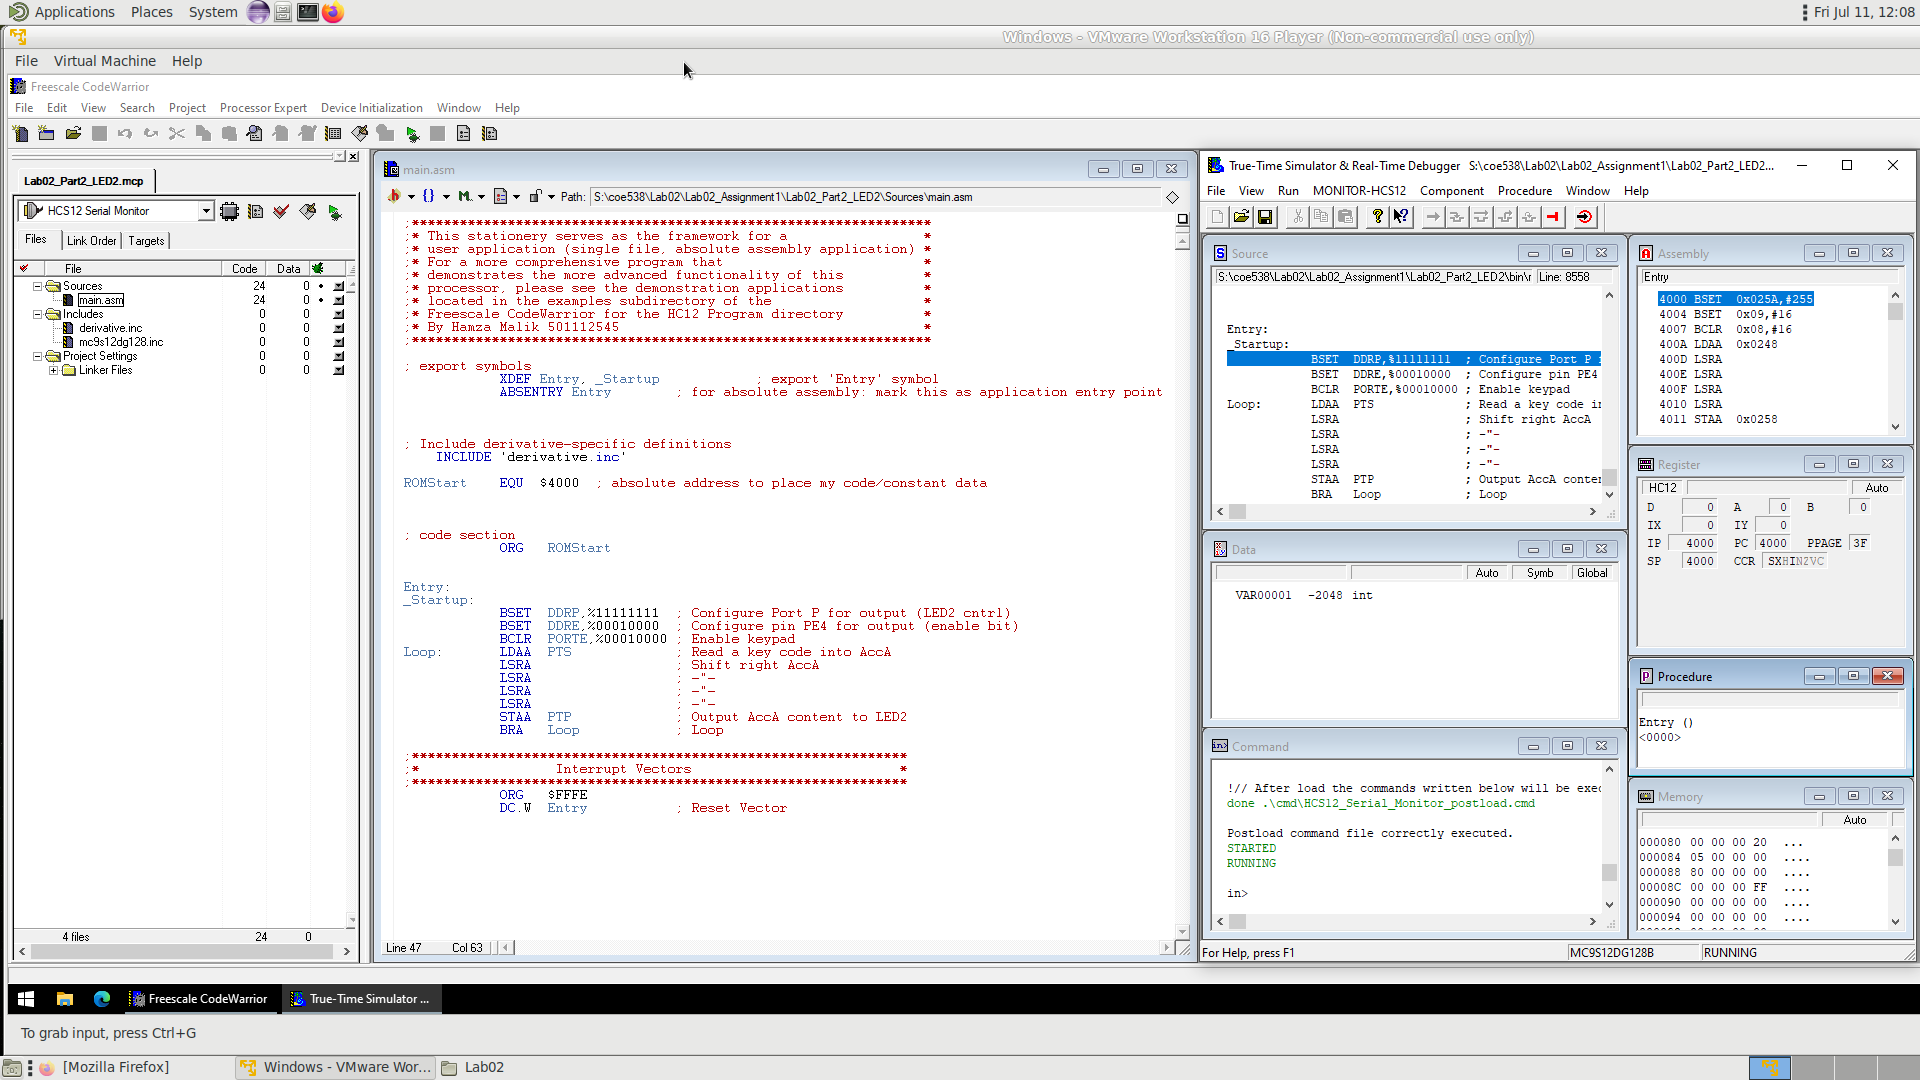 Applications Places System
Fri Jul 11, 12:08
Windows - VMware Workstation 16 Player (Non-commercial use only)
File Virtual Machine Help
Freescale CodeWarrior
File Edit View Search Project Processor Expert Device Initialization Window Help
Lab02_Part2_LED2.mcp
HCS12 Serial Monitor
Files Link Order Targets
File Code Data
Sources 24 0
main.asm 24 0
Includes 0 0
derivative.inc 0 0
mc9s12dg128.inc 0 0
Project Settings 0 0
Linker Files 0 0
4 files 24 0
main.asm
Path: S:\coe538\Lab02\Lab02_Assignment1\Lab02_Part2_LED2\Sources\main.asm
;*****************************************************************
;* This stationery serves as the framework for a *
;* user application (single file, absolute assembly application) *
;* For a more comprehensive program that *
;* demonstrates the more advanced functionality of this *
;* processor, please see the demonstration applications *
;* located in the examples subdirectory of the *
;* Freescale CodeWarrior for the HC12 Program directory *
;* By Hamza Malik 501112545 *
;*****************************************************************
; export symbols
XDEF Entry, _Startup ; export 'Entry' symbol
ABSENTRY Entry ; for absolute assembly: mark this as application entry point
; Include derivative-specific definitions
INCLUDE 'derivative.inc'
ROMStart EQU $4000 ; absolute address to place my code/constant data
; code section
ORG ROMStart
Entry:
_Startup:
BSET DDRP,%11111111 ; Configure Port P for output (LED2 cntrl)
BSET DDRE,%00010000 ; Configure pin PE4 for output (enable bit)
BCLR PORTE,%00010000 ; Enable keypad
Loop: LDAA PTS ; Read a key code into AccA
LSRA ; Shift right AccA
LSRA ; -"-
LSRA ; -"-
LSRA ; -"-
STAA PTP ; Output AccA content to LED2
BRA Loop ; Loop
;**************************************************************
;* Interrupt Vectors *
;**************************************************************
ORG $FFFE
DC.W Entry ; Reset Vector
Line 47 Col 63
True-Time Simulator & Real-Time Debugger S:\coe538\Lab02\Lab02_Assignment1\Lab02_Part2_LED2...
File View Run MONITOR-HCS12 Component Procedure Window Help
Source
S:\coe538\Lab02\Lab02_Assignment1\Lab02_Part2_LED2\bin\ Line: 8558
Entry:
_Startup:
BSET DDRP,%11111111 ; Configure Port P
BSET DDRE,%00010000 ; Configure pin PE4
BCLR PORTE,%00010000 ; Enable keypad
Loop: LDAA PTS ; Read a key code in
LSRA ; Shift right AccA
LSRA ; -"-
LSRA ; -"-
LSRA ; -"-
STAA PTP ; Output AccA conten
BRA Loop ; Loop
Assembly
Entry
4000 BSET 0x025A,#255
4004 BSET 0x09,#16
4007 BCLR 0x08,#16
400A LDAA 0x0248
400D LSRA
400E LSRA
400F LSRA
4010 LSRA
4011 STAA 0x0258
Register
HC12 Auto
D 0 A 0 B 0
IX 0 IY 0
IP 4000 PC 4000 PPAGE 3F
SP 4000 CCR SXHINZVC
Data
Auto Symb Global
VAR00001 -2048 int
Procedure
Entry ()
<0000>
Command
!// After load the commands written below will be exec
done .\cmd\HCS12_Serial_Monitor_postload.cmd
Postload command file correctly executed.
STARTED
RUNNING
in>
Memory
Auto
000080 00 00 00 20 ...
000084 05 00 00 00 ....
000088 80 00 00 00 ....
00008C 00 00 00 FF ....
000090 00 00 00 00 ....
000094 00 00 00 00 ....
For Help, press F1 MC9S12DG128B RUNNING
Freescale CodeWarrior True-Time Simulator ...
To grab input, press Ctrl+G
[Mozilla Firefox] Windows - VMware Wor... Lab02